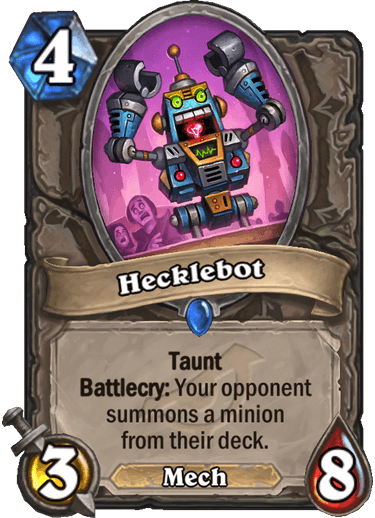 4
Hecklebot
Taunt
Battlecry: Your opponent
summons a minion
from their deck.
3
Mech
8